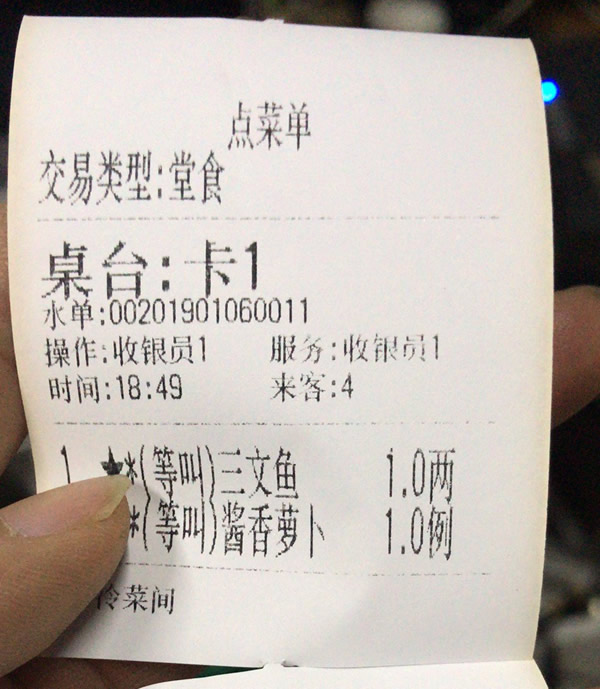 点菜单
交易类型:堂食
桌台:卡1
水单:00201901060011
操作:收银员1 服务:收银员1
时间:18:49 来客:4
1 ★*(等叫)三文鱼 1.0两
*(等叫)酱香萝卜 1.0例
冷菜间